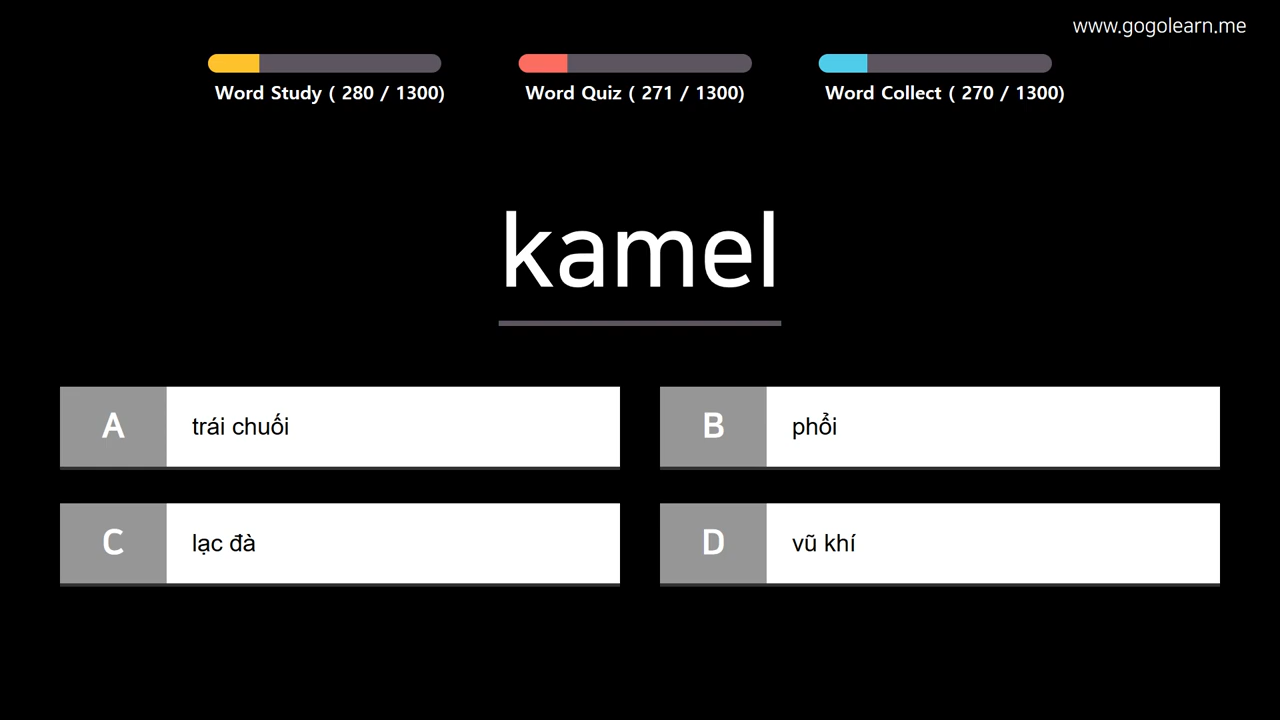 www.gogolearn.me
Word Study ( 280 / 1300)
Word Quiz ( 271 / 1300)
Word Collect ( 270 / 1300)
kamel
A trái chuối
B phổi
C lạc đà
D vũ khí